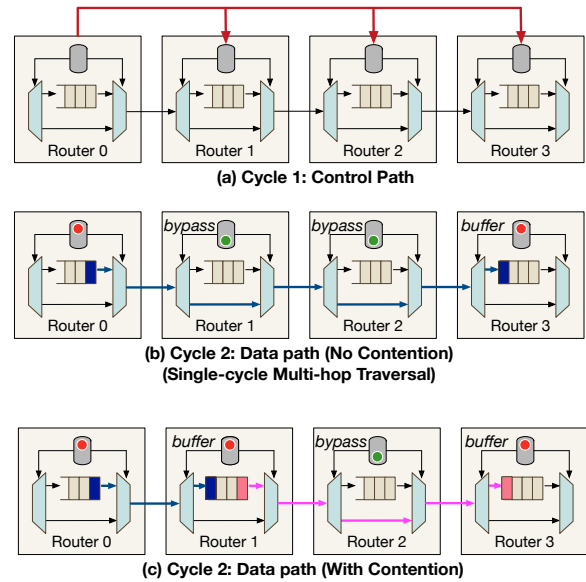 Router 0
Router 1
Router 2
Router 3
(a) Cycle 1: Control Path
bypass
bypass
buffer
Router 0
Router 1
Router 2
Router 3
(b) Cycle 2: Data path (No Contention)
(Single-cycle Multi-hop Traversal)
buffer
bypass
buffer
Router 0
Router 1
Router 2
Router 3
(c) Cycle 2: Data path (With Contention)